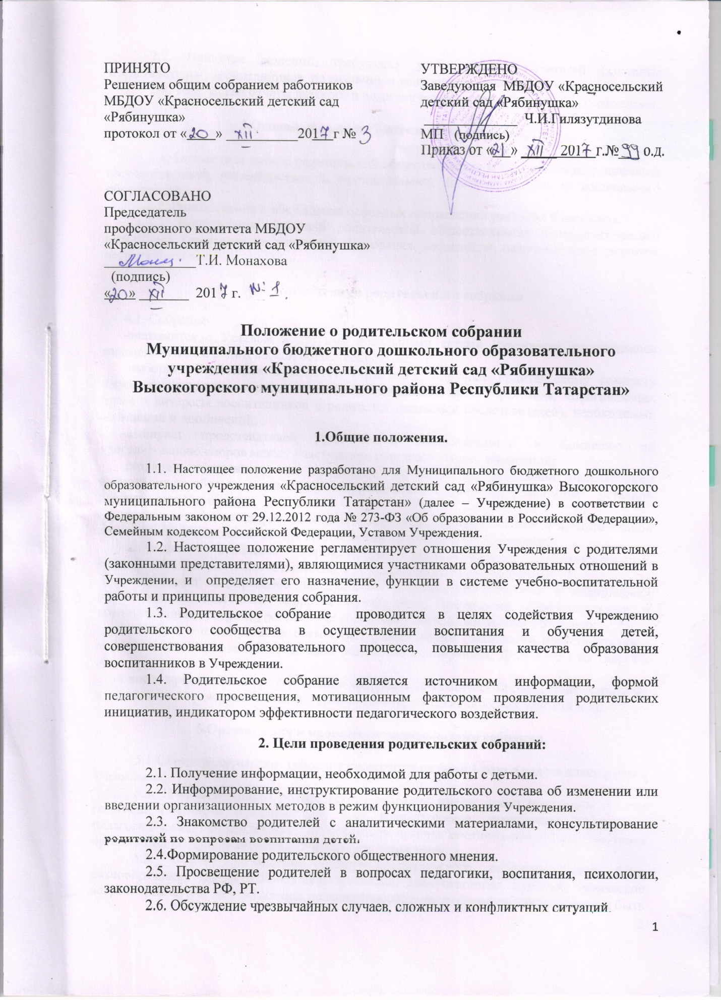 ПРИНЯТО
Решением общим собранием работников
МБДОУ «Красносельский детский сад
«Рябинушка»
протокол от «20» XII 2017 г № 3
УТВЕРЖДЕНО
Заведующая МБДОУ «Красносельский
детский сад «Рябинушка»
Ч.И.Гилязутдинова
МП (подпись)
Приказ от «21» XII 2017 г.№ 99 о.д.
СОГЛАСОВАНО
Председатель
профсоюзного комитета МБДОУ
«Красносельский детский сад «Рябинушка»
Т.И. Монахова
(подпись)
«20» XII 2017 г. № 1.
Положение о родительском собрании
Муниципального бюджетного дошкольного образовательного
учреждения «Красносельский детский сад «Рябинушка»
Высокогорского муниципального района Республики Татарстан»
1.Общие положения.
1.1. Настоящее положение разработано для Муниципального бюджетного дошкольного
образовательного учреждения «Красносельский детский сад «Рябинушка» Высокогорского
муниципального района Республики Татарстан» (далее – Учреждение) в соответствии с
Федеральным законом от 29.12.2012 года № 273-ФЗ «Об образовании в Российской Федерации»,
Семейным кодексом Российской Федерации, Уставом Учреждения.
1.2. Настоящее положение регламентирует отношения Учреждения с родителями
(законными представителями), являющимися участниками образовательных отношений в
Учреждении, и определяет его назначение, функции в системе учебно-воспитательной
работы и принципы проведения собрания.
1.3. Родительское собрание проводится в целях содействия Учреждению
родительского сообщества в осуществлении воспитания и обучения детей,
совершенствования образовательного процесса, повышения качества образования
воспитанников в Учреждении.
1.4. Родительское собрание является источником информации, формой
педагогического просвещения, мотивационным фактором проявления родительских
инициатив, индикатором эффективности педагогического воздействия.
2. Цели проведения родительских собраний:
2.1. Получение информации, необходимой для работы с детьми.
2.2. Информирование, инструктирование родительского состава об изменении или
введении организационных методов в режим функционирования Учреждения.
2.3. Знакомство родителей с аналитическими материалами, консультирование
родителей по вопросам воспитания детей.
2.4.Формирование родительского общественного мнения.
2.5. Просвещение родителей в вопросах педагогики, воспитания, психологии,
законодательства РФ, РТ.
2.6. Обсуждение чрезвычайных случаев, сложных и конфликтных ситуаций.
1